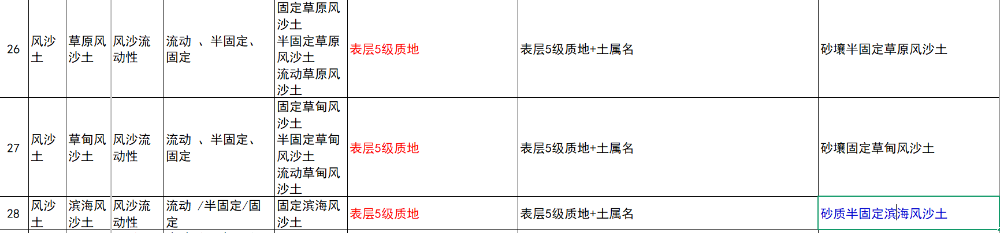 26
风沙
土
草原风
沙土
风沙流
动性
流动 、半固定、
固定
固定草原风
沙土
半固定草原
风沙土
流动草原风
沙土
表层5级质地
表层5级质地+土属名
砂壤半固定草原风沙土
27
风沙
土
草甸风
沙土
风沙流
动性
流动 、半固定、
固定
固定草甸风
沙土
半固定草甸
风沙土
流动草甸风
沙土
表层5级质地
表层5级质地+土属名
砂壤固定草甸风沙土
28
风沙
土
滨海风
沙土
风沙流
动性
流动 /半固定/固
定
固定滨海风
沙土
表层5级质地
表层5级质地+土属名
砂质半固定滨海风沙土